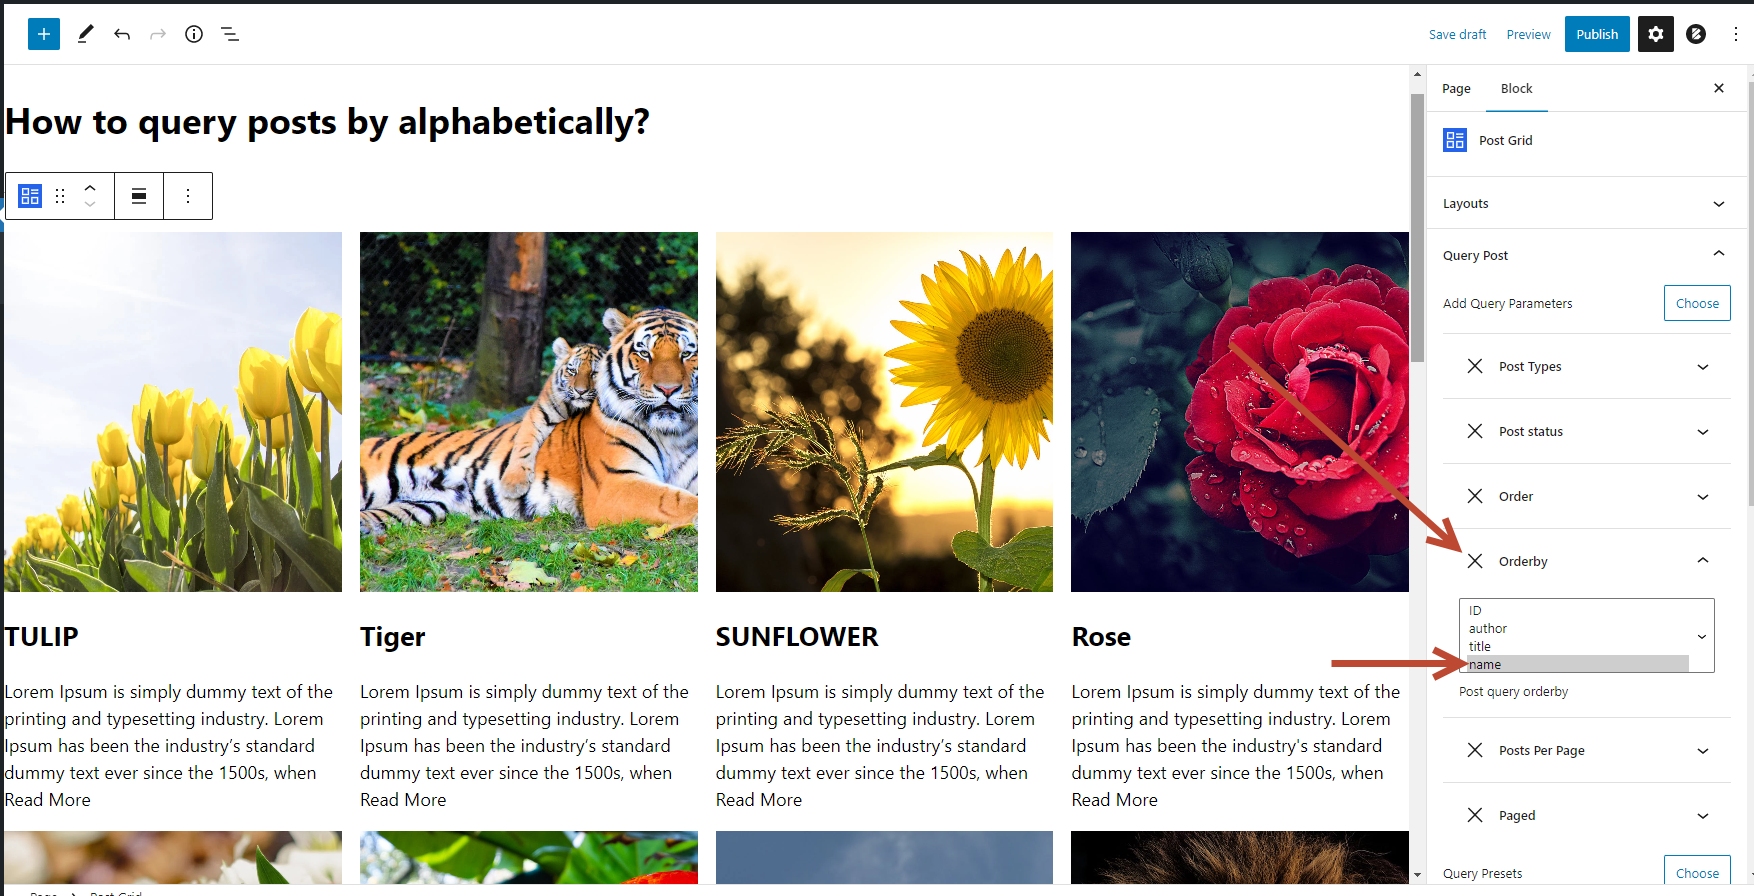 Save draft
Preview
Publish
How to query posts by alphabetically?
TULIP
Lorem Ipsum is simply dummy text of the
printing and typesetting industry. Lorem
Ipsum has been the industry’s standard
dummy text ever since the 1500s, when
Read More
Tiger
Lorem Ipsum is simply dummy text of the
printing and typesetting industry. Lorem
Ipsum has been the industry’s standard
dummy text ever since the 1500s, when
Read More
SUNFLOWER
Lorem Ipsum is simply dummy text of the
printing and typesetting industry. Lorem
Ipsum has been the industry’s standard
dummy text ever since the 1500s, when
Read More
Rose
Lorem Ipsum is simply dummy text of the
printing and typesetting industry. Lorem
Ipsum has been the industry's standard
dummy text ever since the 1500s, when
Read More
Page
Block
Post Grid
Layouts
Query Post
Add Query Parameters
Choose
Post Types
Post status
Order
Orderby
ID
author
title
name
Post query orderby
Posts Per Page
Paged
Query Presets
Choose
Page
Post Grid